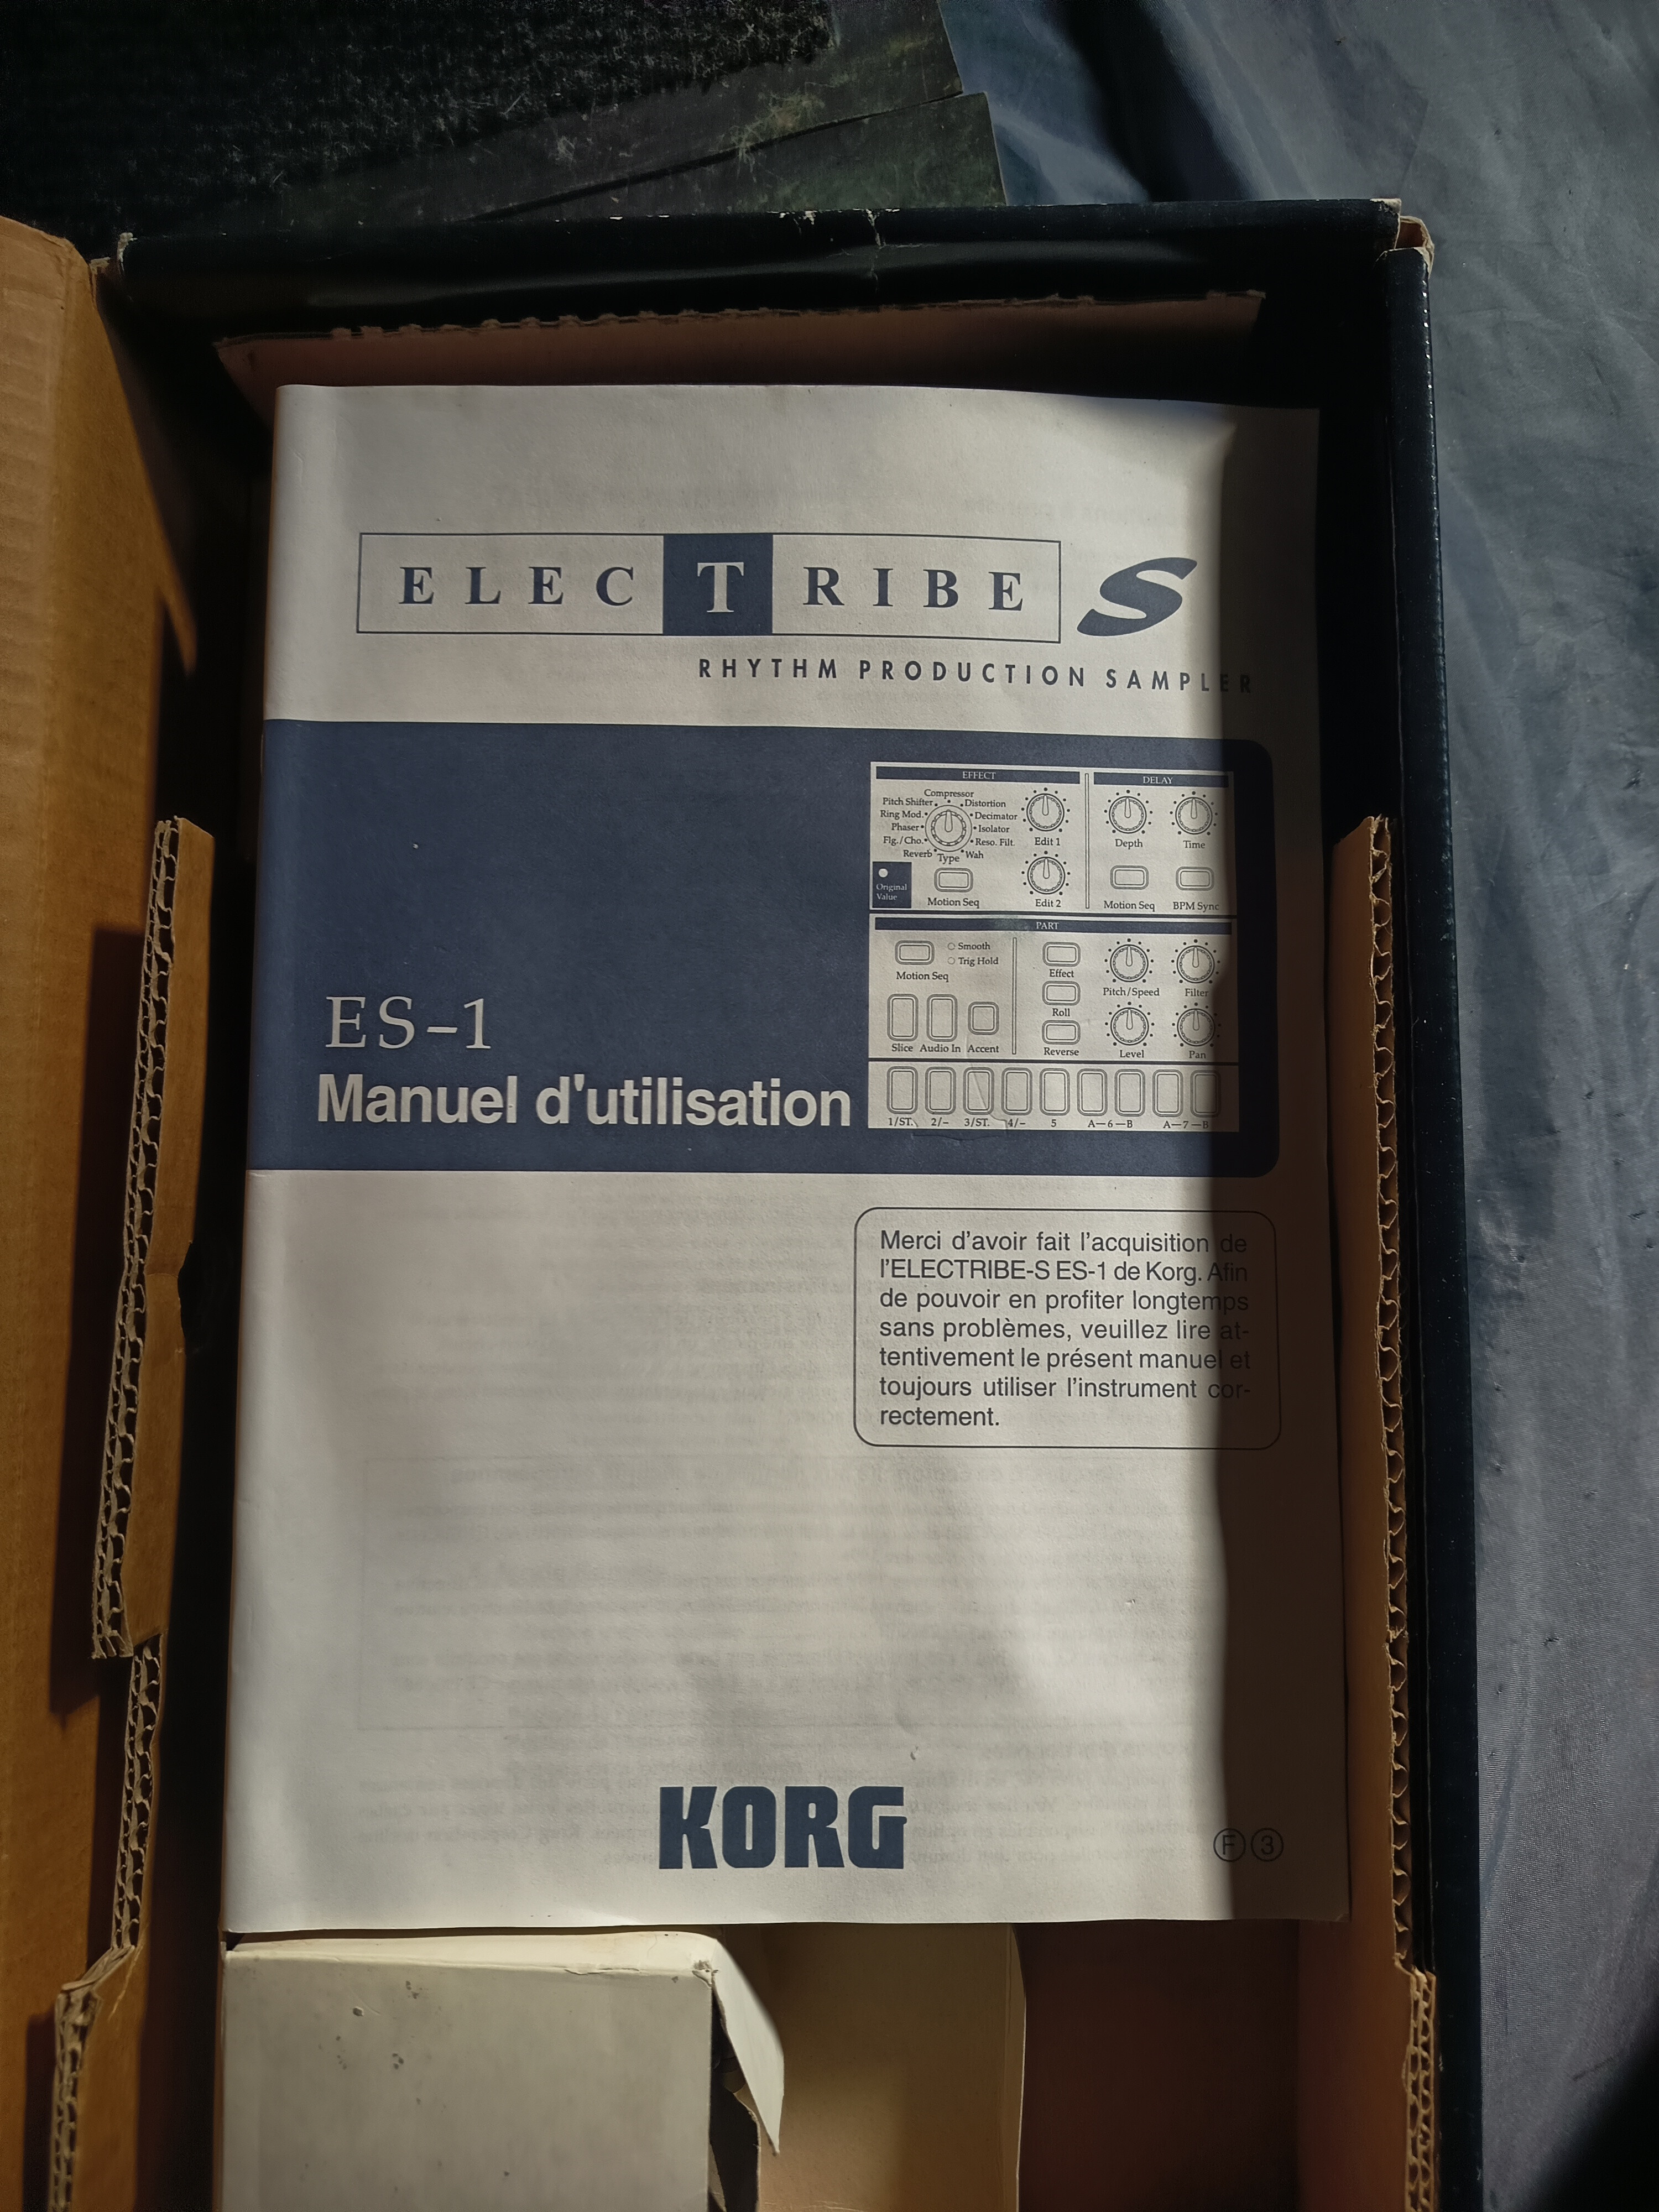 ELECTRIBE S
RHYTHM PRODUCTION SAMPLER
EFFECT
DELAY
Compressor
Pitch Shifter
Distortion
Ring Mod.
Decimator
Phaser
Isolator
Flg./Cho.
Reso. Filt.
Reverb
Type
Wah
Edit 1
Depth
Time
Original
Value
Motion Seq
Edit 2
Motion Seq
BPM Sync
PART
Smooth
Trig Hold
Motion Seq
Effect
Pitch/Speed
Filter
Roll
Slice
Audio In
Accent
Reverse
Level
Pan
1/ST.
2/–
3/ST.
4/–
5
A–6–B
A–7–B
ES-1
Manuel d'utilisation
Merci d'avoir fait l'acquisition de
l'ELECTRIBE-S ES-1 de Korg. Afin
de pouvoir en profiter longtemps
sans problèmes, veuillez lire at-
tentivement le présent manuel et
toujours utiliser l'instrument cor-
rectement.
KORG
Ⓕ③